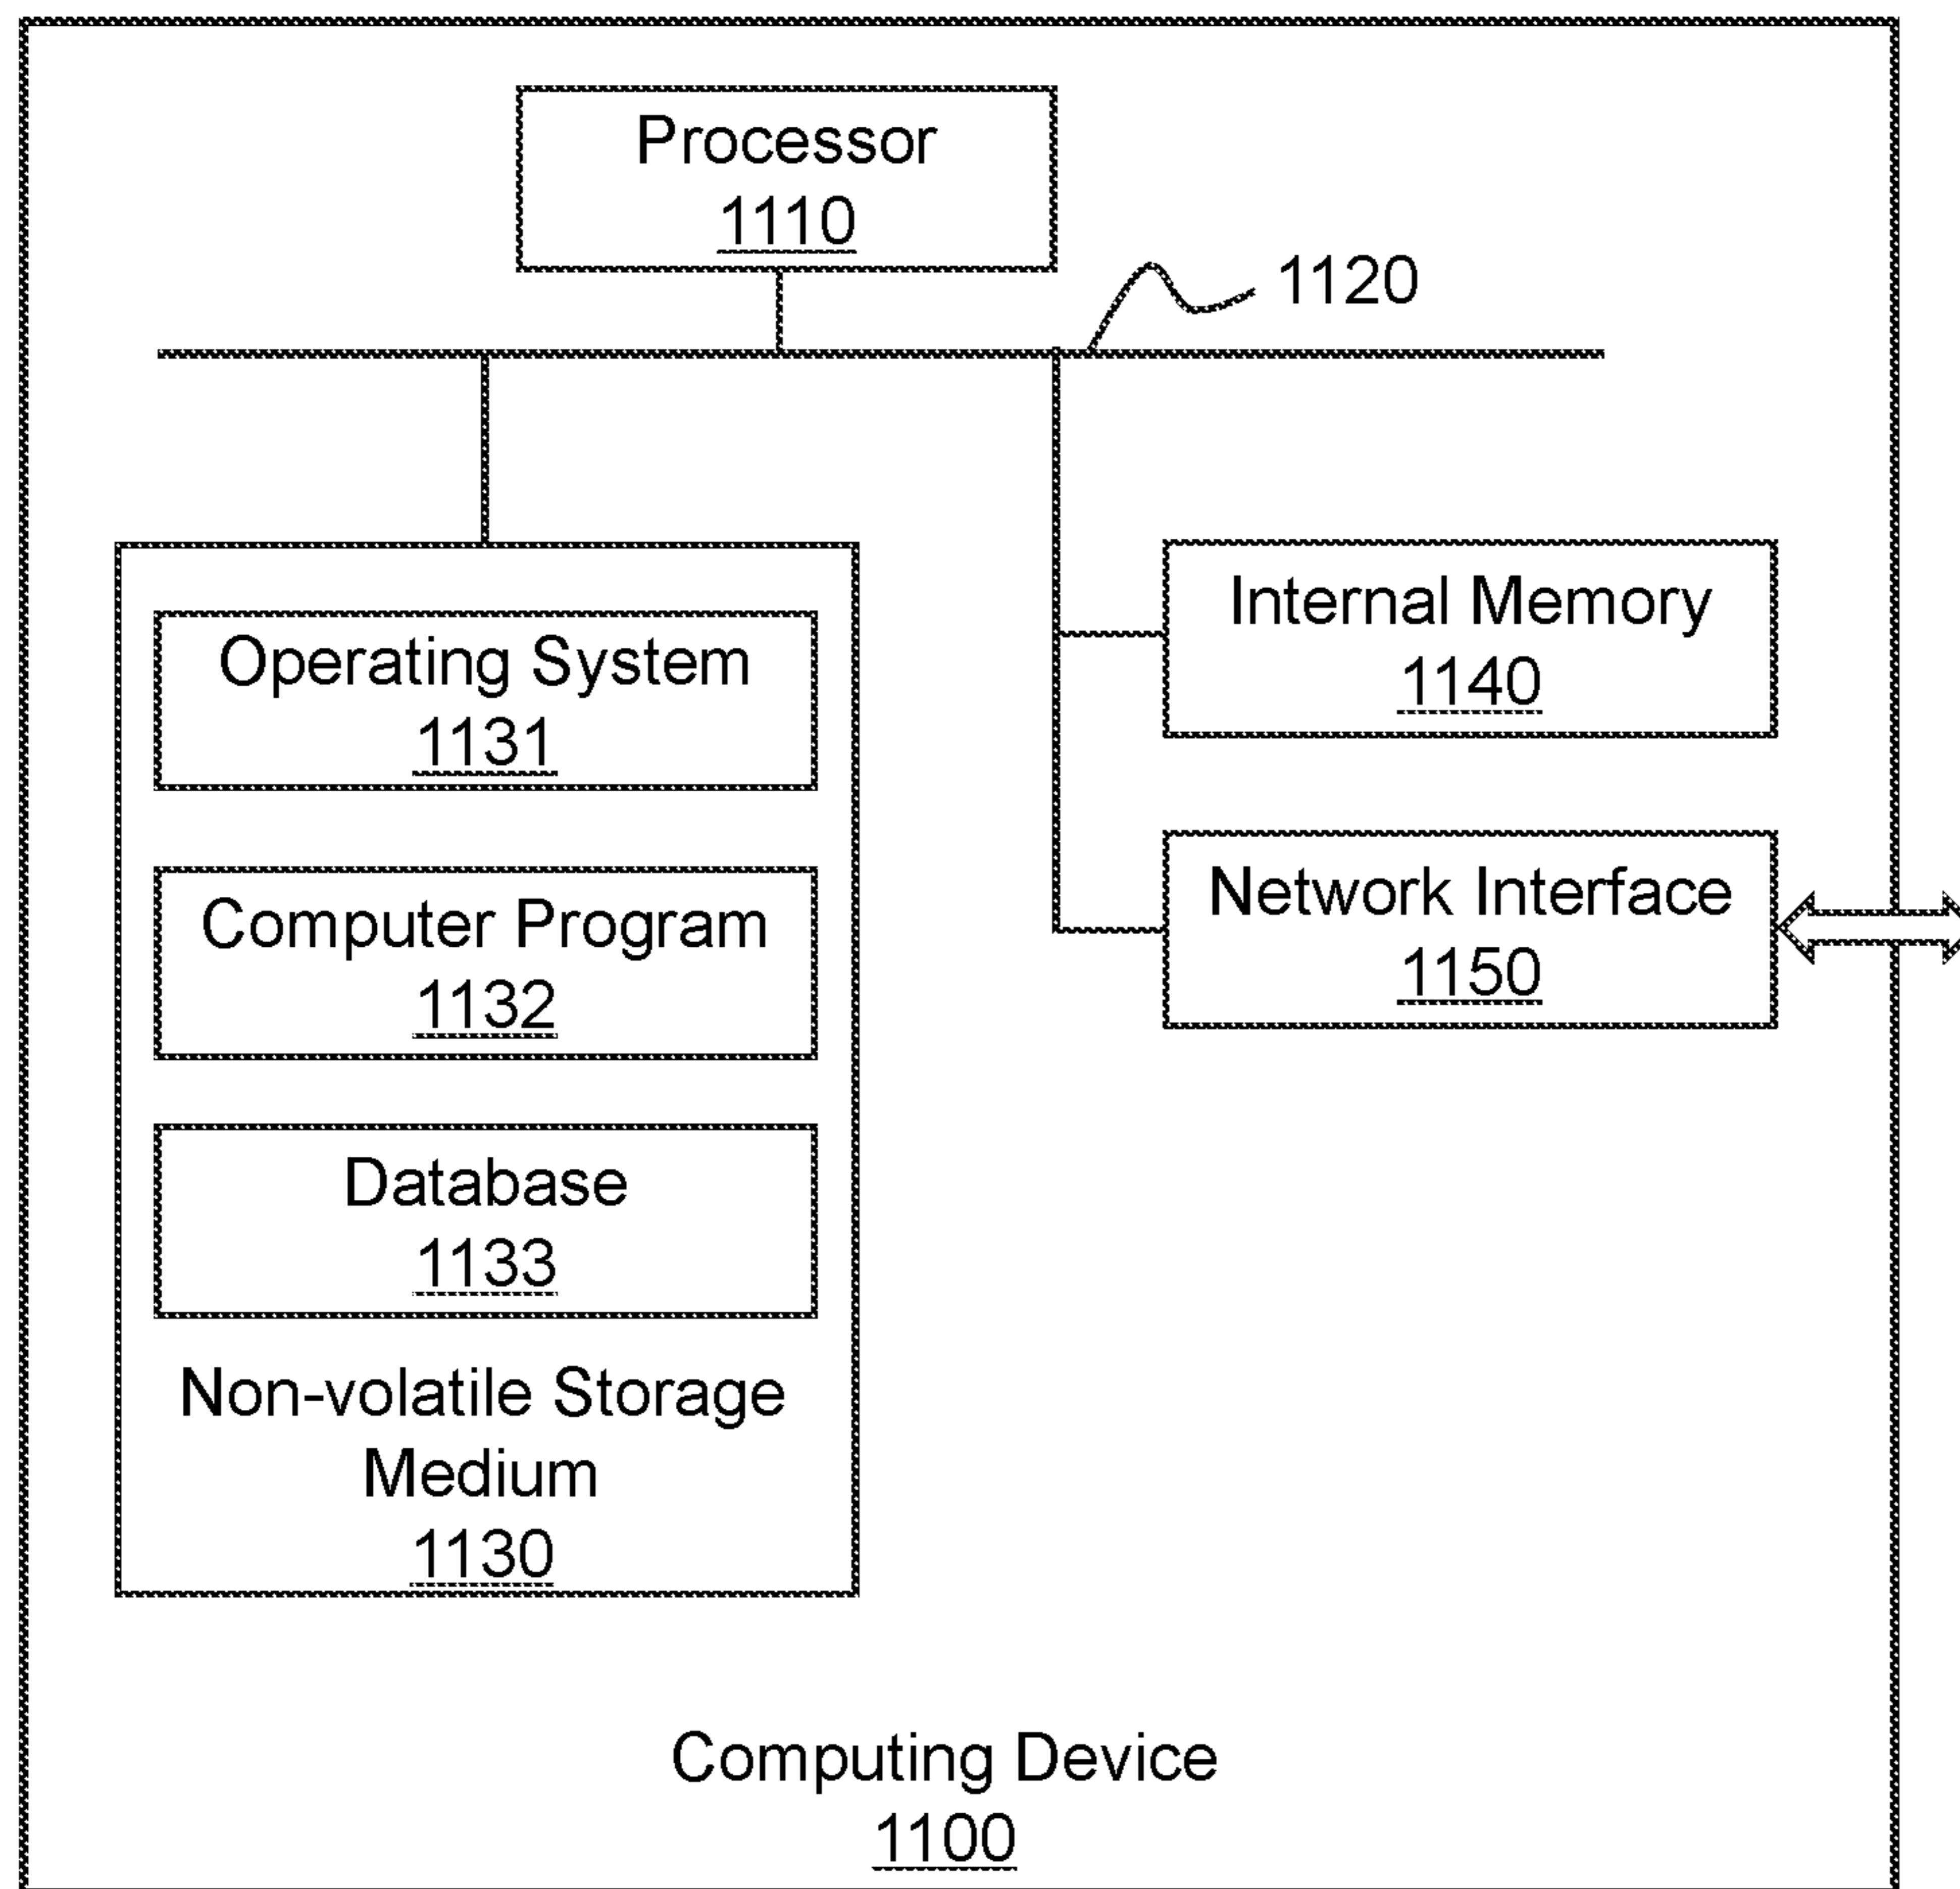 Processor
1110
1120
Operating System
1131
Computer Program
1132
Database
1133
Non-volatile Storage
Medium
1130
Internal Memory
1140
Network Interface
1150
Computing Device
1100